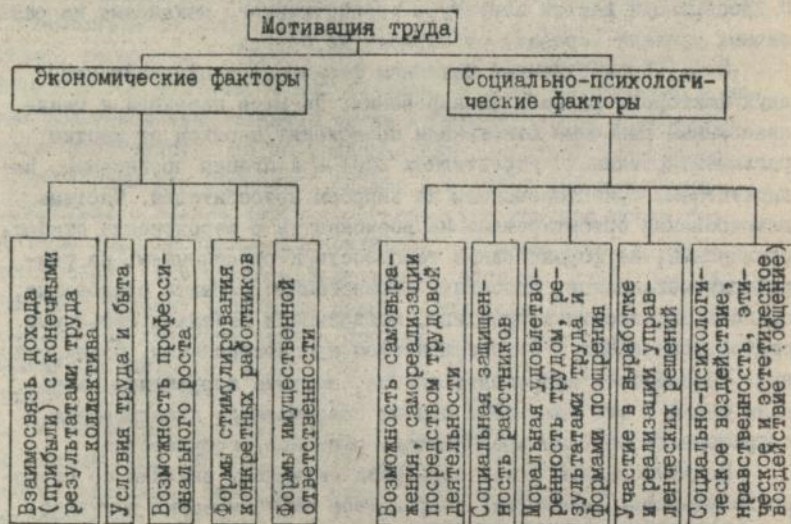 Мотивация труда
Экономические факторы
Социально-психологи-
ческие факторы
Взаимосвязь дохода
(прибыли) с конечными
результатами труда
коллектива
Условия труда и быта
Возможность професси-
онального роста
Формы стимулирования
конкретных работников
Формы имущественной
ответственности
Возможность самовыра-
жения, самореализации
посредством трудовой
деятельности
Социальная защищен-
ность работников
Моральная удовлетво-
ренность трудом, ре-
зультатами труда и
формами поощрения
Участие в выработке
и реализации управ-
ленческих решений
Социально-психологи-
ческое воздействие,
нравственность, эти-
ческое и эстетическое
воздействие (общение)